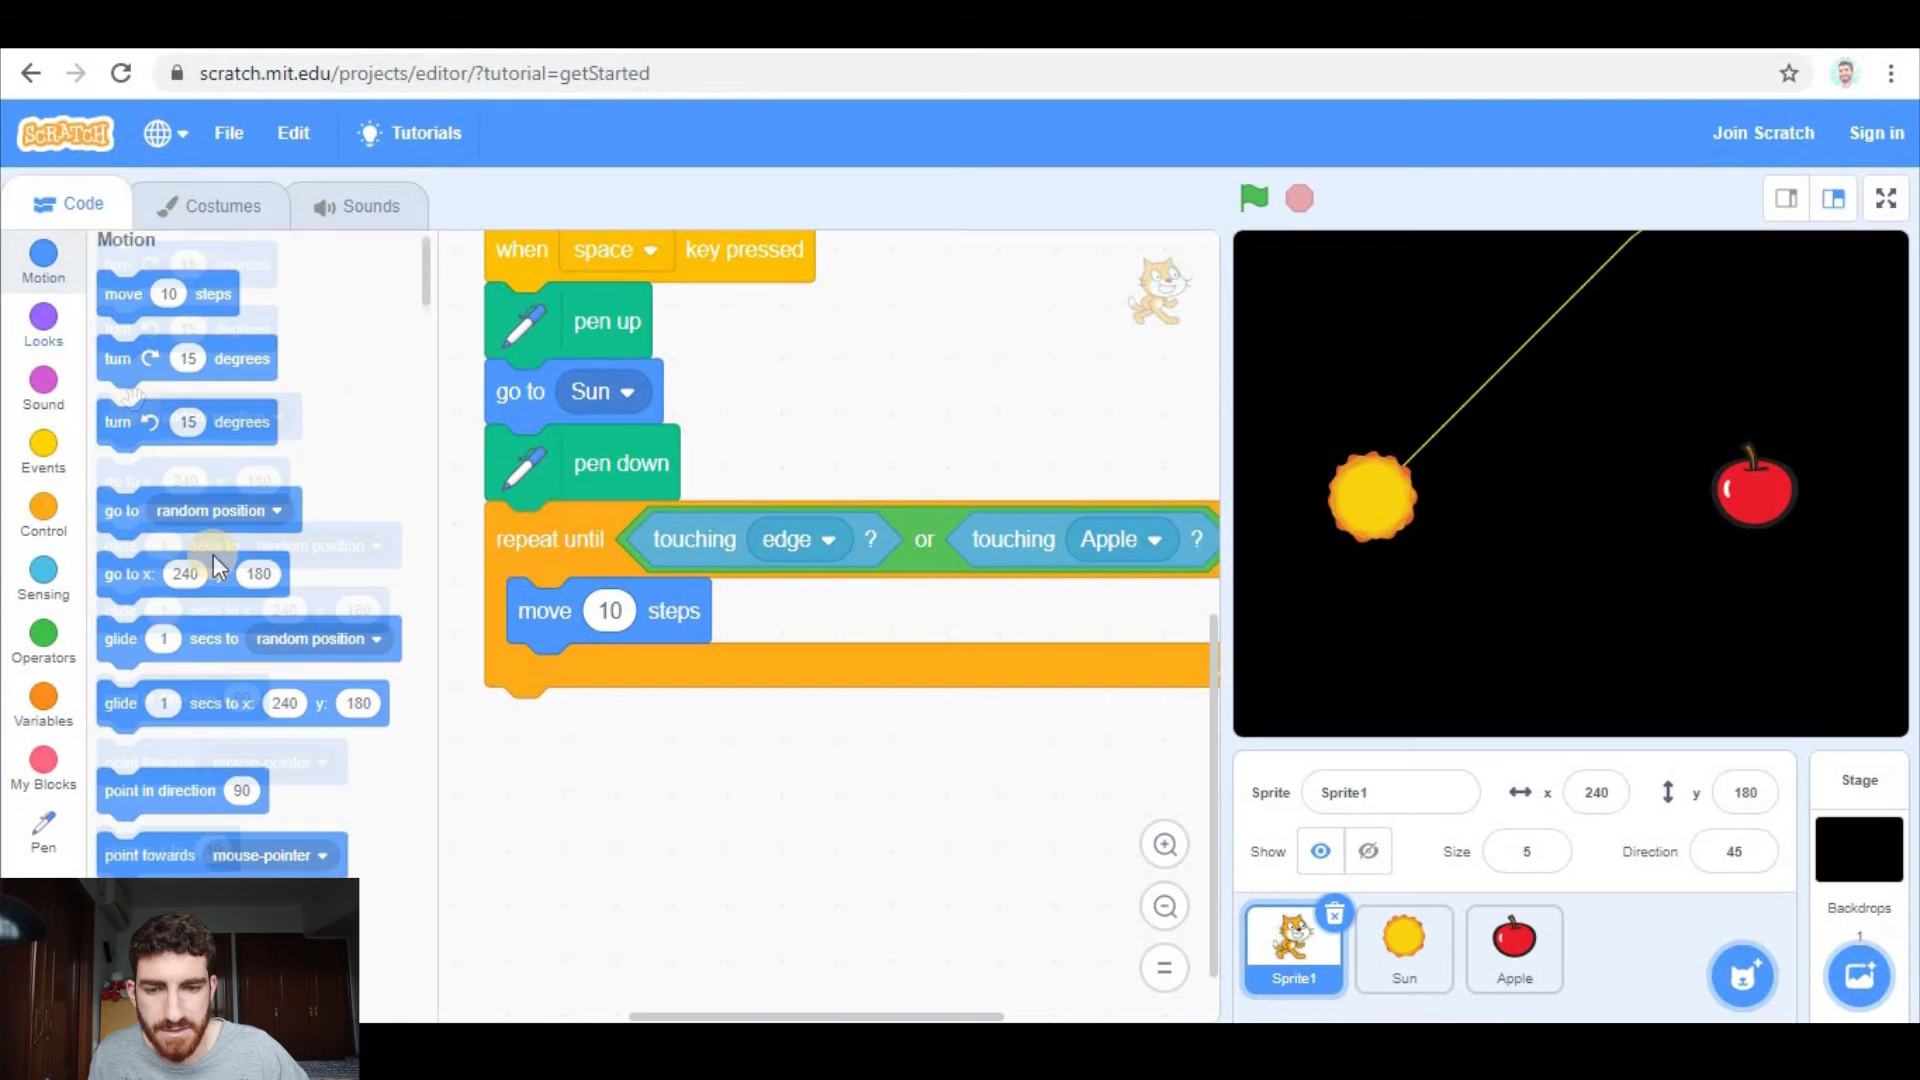 scratch.mit.edu/projects/editor/?tutorial=getStarted
SCRATCH
File
Edit
Tutorials
Join Scratch
Sign in
Code
Costumes
Sounds
Motion
Looks
Sound
Events
Control
Sensing
Operators
Variables
My Blocks
Pen
Motion
move 10 steps
turn 15 degrees
turn 15 degrees
go to random position
go to x: 240 180
glide 1 secs to random position
glide 1 secs to x: 240 y: 180
point in direction 90
point towards mouse-pointer
when space key pressed
pen up
go to Sun
pen down
repeat until touching edge ? or touching Apple ?
move 10 steps
Sprite Sprite1 x 240 y 180
Show Size 5 Direction 45
Sprite1
Sun
Apple
Stage
Backdrops
1